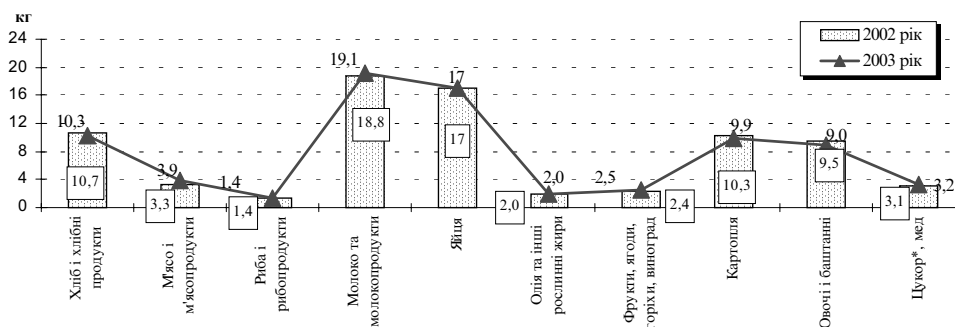 кг
24
20
16
12
8
4
0
2002 рік
2003 рік
10,3
3,9
1,4
19,1
17
2,0
2,5
9,9
9,0
3,2
10,7
3,3
1,4
18,8
17
2,0
2,4
10,3
9,5
3,1
Хліб і хлібні
продукти
М'ясо і
м'ясопродукти
Риба і
рибопродукти
Молоко та
молокопродукти
Яйця
Олія та інші
рослинні жири
Фрукти, ягоди,
горіхи, виноград
Картопля
Овочі і баштанні
Цукор*, мед